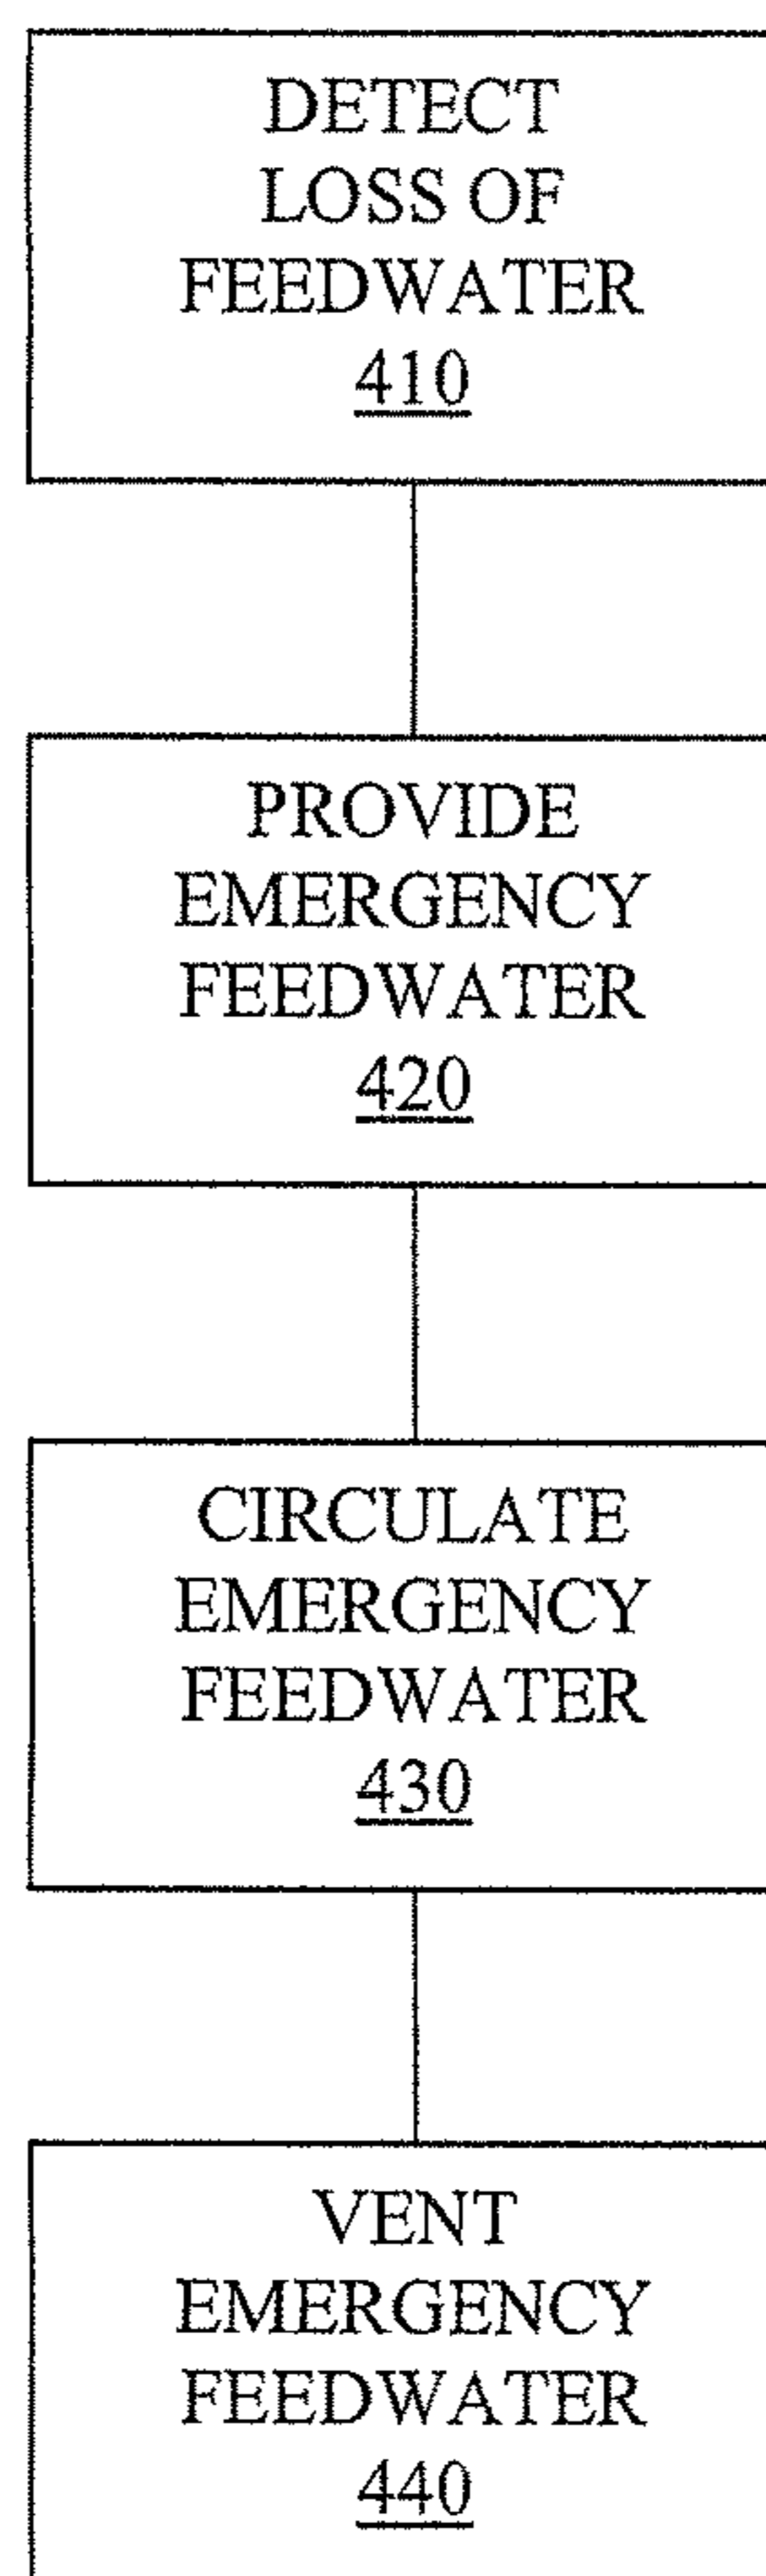 DETECT
LOSS OF
FEEDWATER
410
PROVIDE
EMERGENCY
FEEDWATER
420
CIRCULATE
EMERGENCY
FEEDWATER
430
VENT
EMERGENCY
FEEDWATER
440